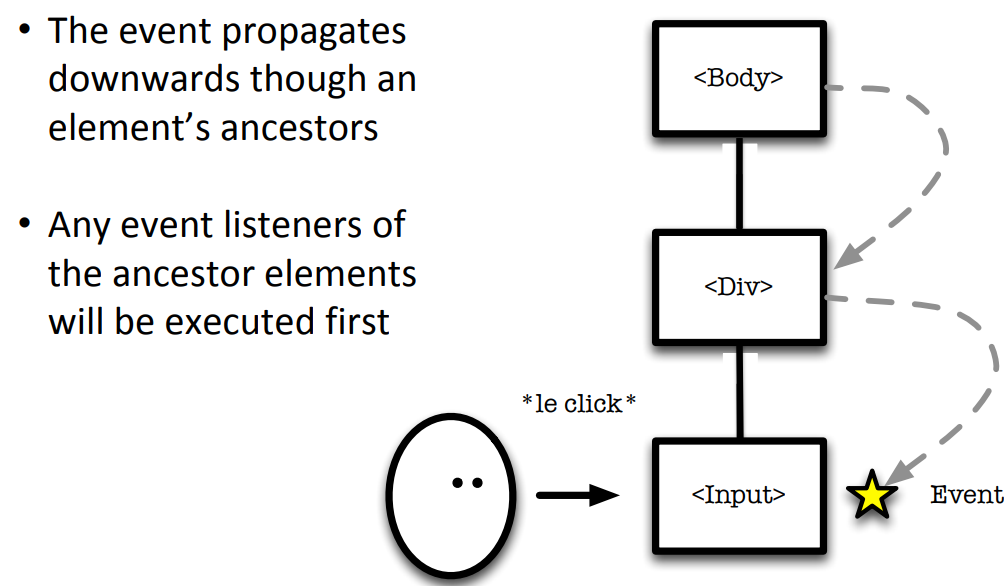 • The event propagates
downwards though an
element's ancestors
• Any event listeners of
the ancestor elements
will be executed first
<Body>
<Div>
*le click*
<Input>
Event